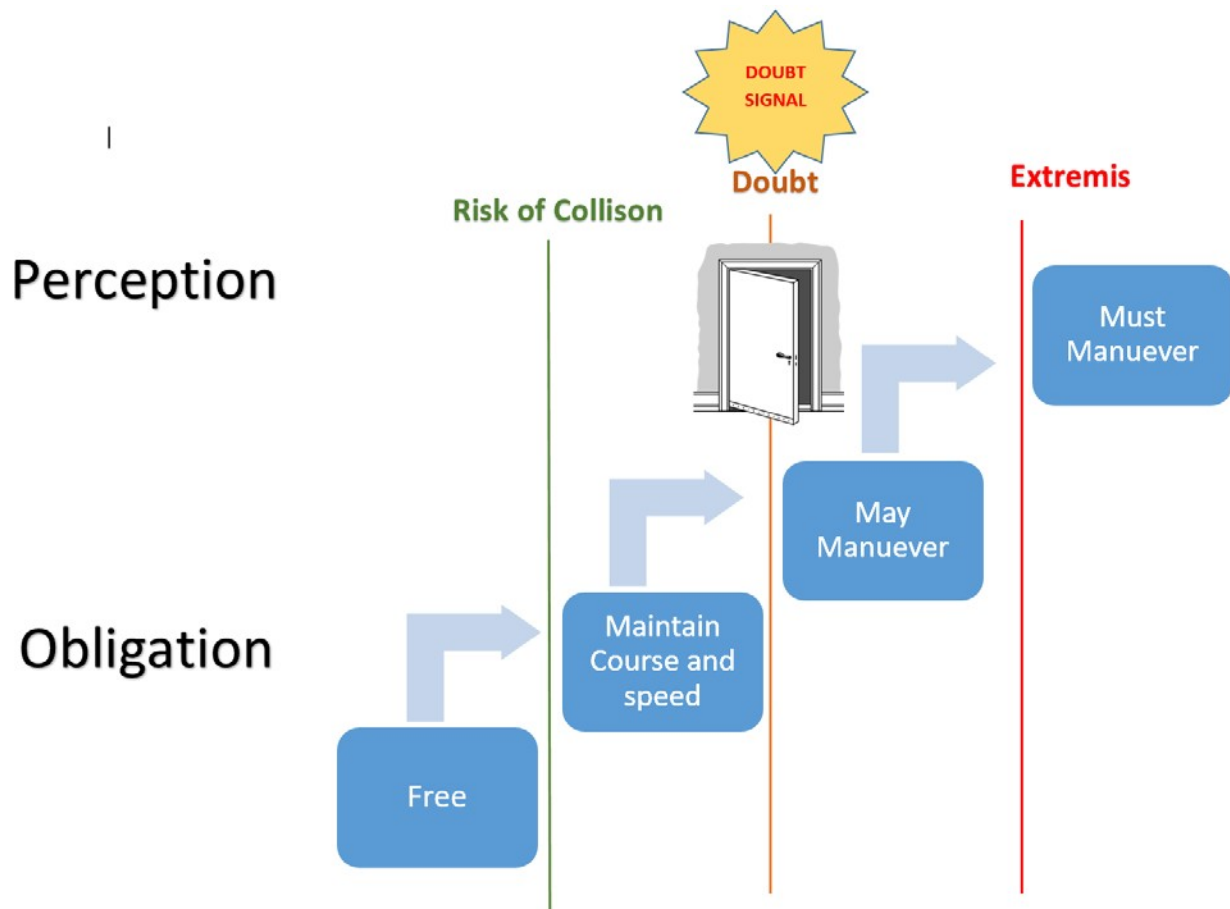 DOUBT
SIGNAL
Doubt
Extremis
Risk of Collison
Perception
Must
Manuever
May
Manuever
Obligation
Maintain
Course and
speed
Free